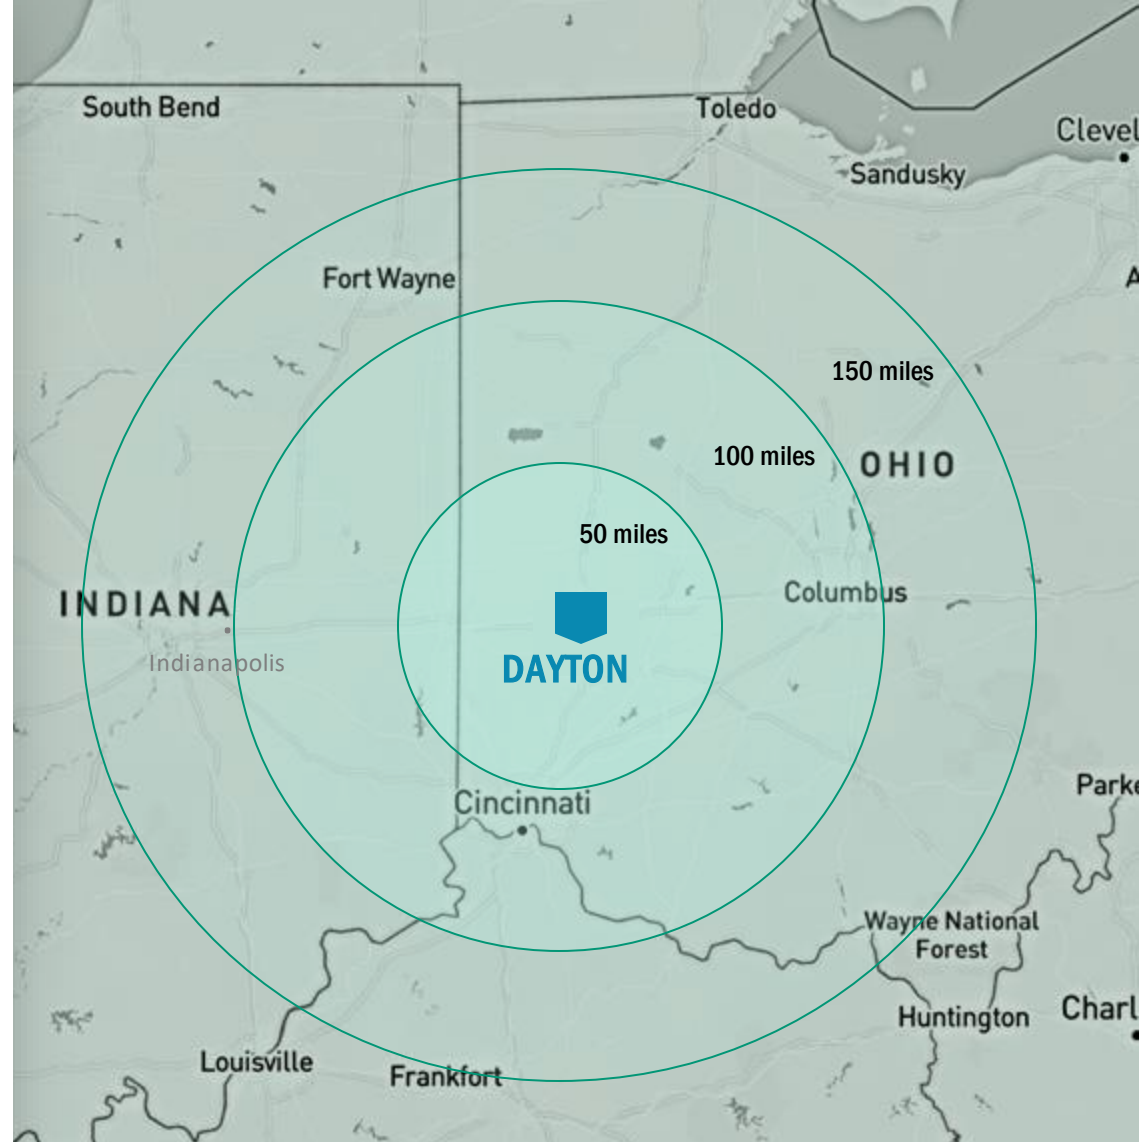 South Bend
Toledo
Clevel
Sandusky
Fort Wayne
A
150 miles
100 miles
OHIO
50 miles
Columbus
INDIANA
Indianapolis
DAYTON
Parke
Cincinnati
Wayne National
Forest
Huntington
Charl
Louisville
Frankfort